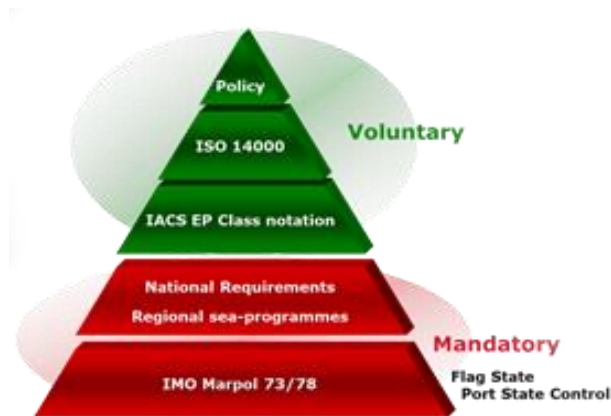 Policy
Voluntary
ISO 14000
IACS EP Class notation
National Requirements
Regional sea-programmes
Mandatory
IMO Marpol 73/78
Flag State
Port State Control